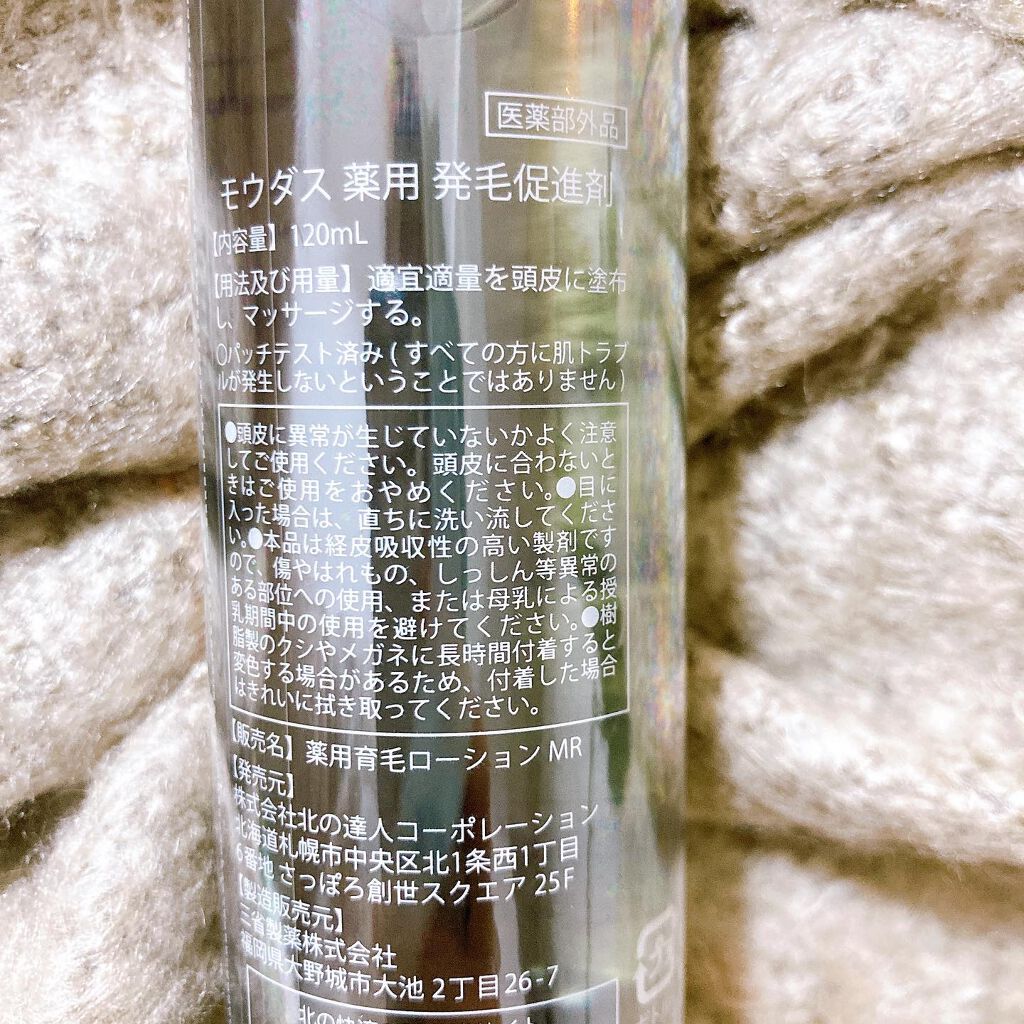 医薬部外品
モウダス 薬用 発毛促進剤
【内容量】120mL
【用法及び用量】適宜適量を頭皮に塗布
し、マッサージする。
○パッチテスト済み(すべての方に肌トラブ
ルが発生しないということではありません)
●頭皮に異常が生じていないかよく注意
してご使用ください。頭皮に合わないと
きはご使用をおやめください。●目に
入った場合は、直ちに洗い流してくださ
い。●本品は経皮吸収性の高い製剤です
ので、傷やはれもの、しっしん等異常の
ある部位への使用、または母乳による授
乳期間中の使用を避けてください。●樹
脂製のクシやメガネに長時間付着すると
変色する場合があるため、付着した場合
はきれいに拭き取ってください。
【販売名】薬用育毛ローション MR
【発売元】
株式会社北の達人コーポレーション
北海道札幌市中央区北1条西1丁目
6番地 さっぽろ創世スクエア 25F
【製造販売元】
三省製薬株式会社
福岡県大野城市大池 2丁目26-7